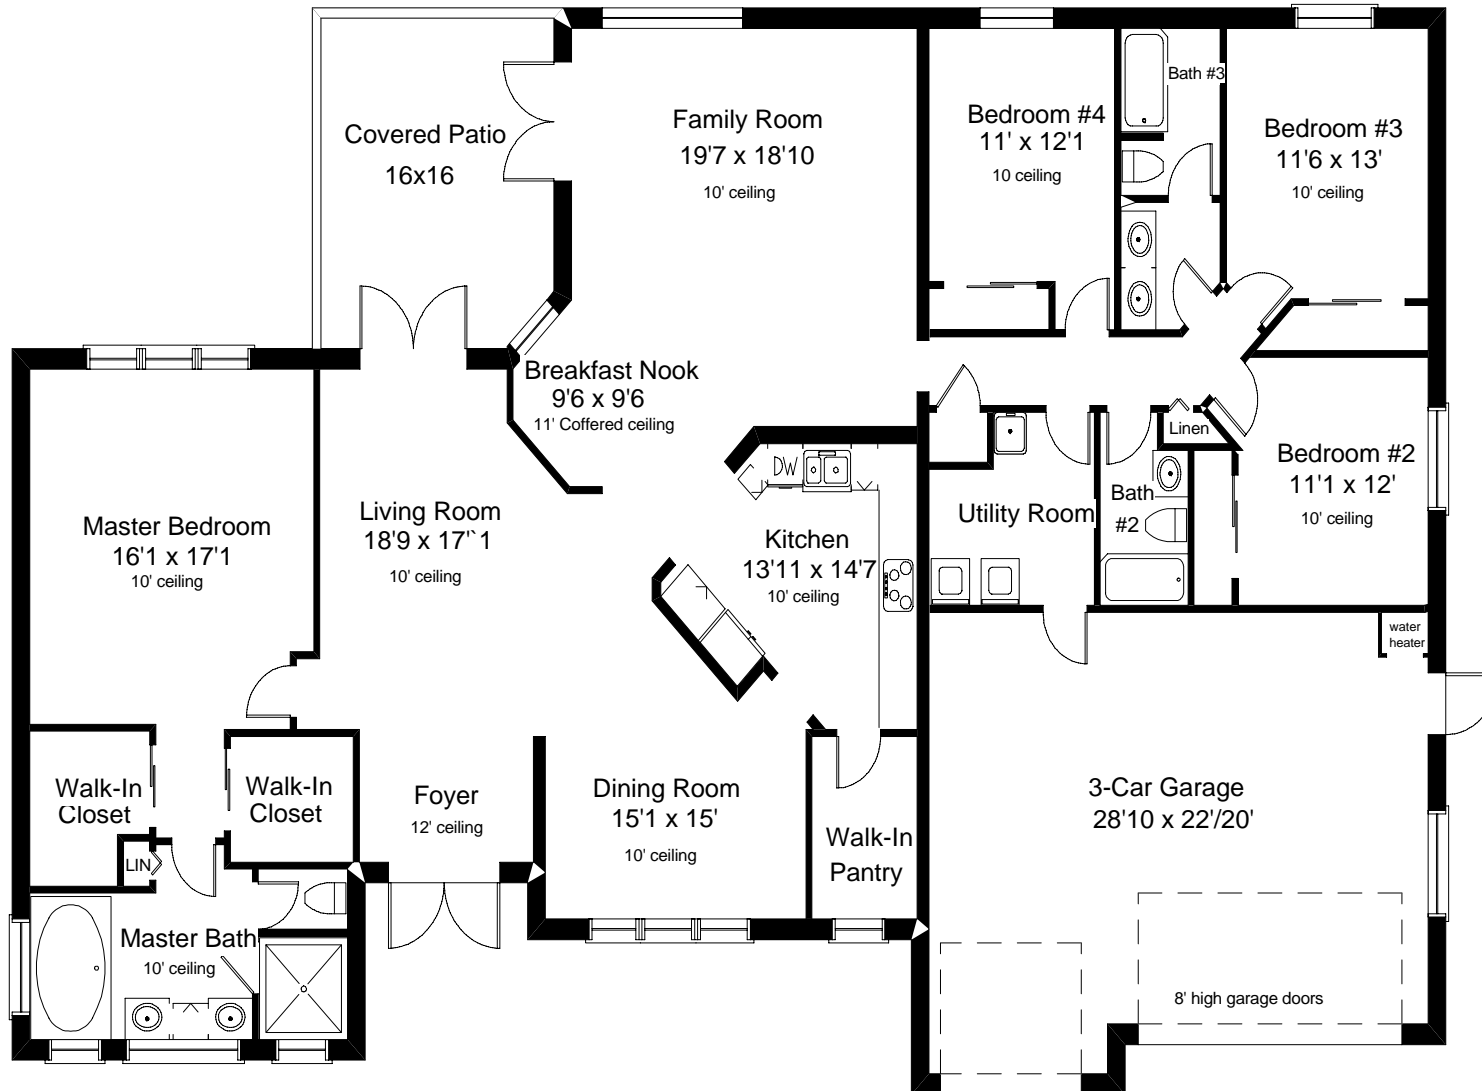 Covered Patio
16x16
Family Room
19'7 x 18'10
10' ceiling
Bedroom #4
11' x 12'1
10 ceiling
Bath #3
Bedroom #3
11'6 x 13'
10' ceiling
Breakfast Nook
9'6 x 9'6
11' Coffered ceiling
Linen
Bedroom #2
11'1 x 12'
10' ceiling
Master Bedroom
16'1 x 17'1
10' ceiling
Living Room
18'9 x 17'`1
10' ceiling
DW
Kitchen
13'11 x 14'7
10' ceiling
Utility Room
Bath
#2
water
heater
Walk-In
Closet
Walk-In
Closet
Foyer
12' ceiling
Dining Room
15'1 x 15'
10' ceiling
Walk-In
Pantry
3-Car Garage
28'10 x 22'/20'
LIN
Master Bath
10' ceiling
8' high garage doors